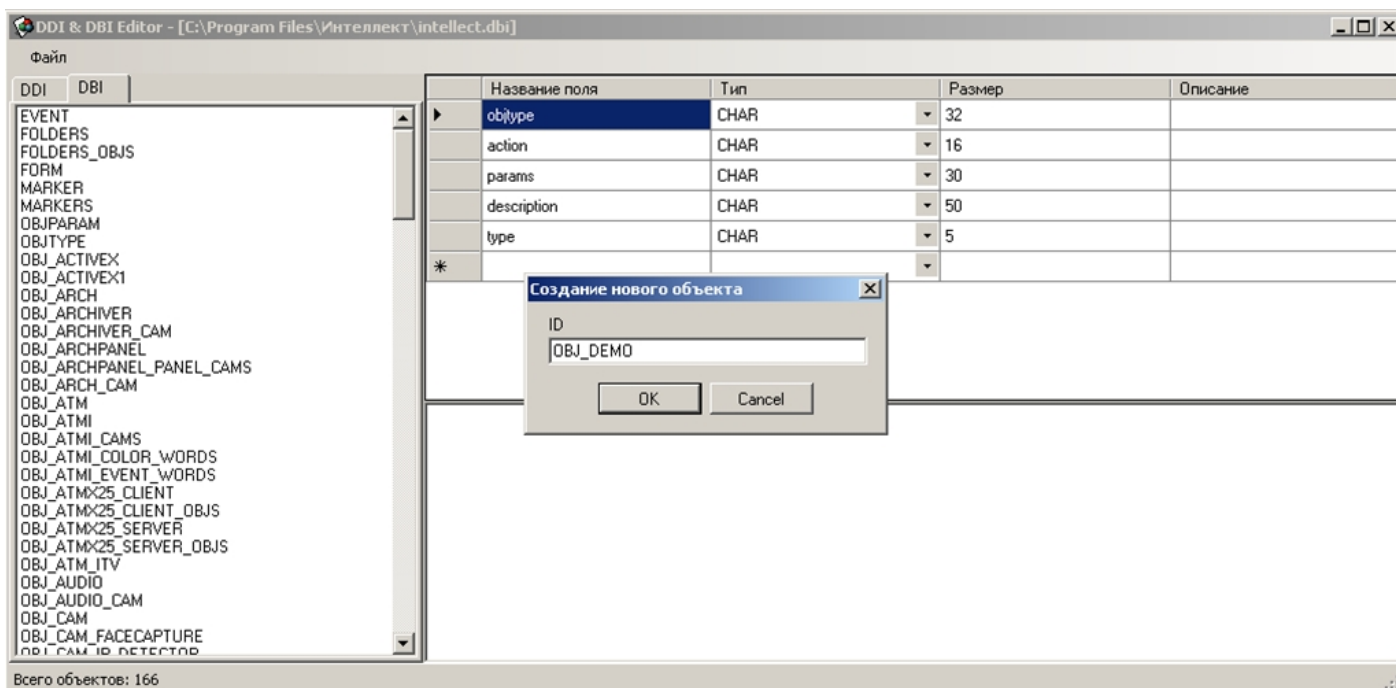 DDI & DBI Editor - [C:\Program Files\Интеллект\intellect.dbi]
Файл
DDI DBI
EVENT
FOLDERS
FOLDERS_OBJS
FORM
MARKER
MARKERS
OBJPARAM
OBJTYPE
OBJ_ACTIVEX
OBJ_ACTIVEX1
OBJ_ARCH
OBJ_ARCHIVER
OBJ_ARCHIVER_CAM
OBJ_ARCHPANEL
OBJ_ARCHPANEL_PANEL_CAMS
OBJ_ARCH_CAM
OBJ_ATM
OBJ_ATMI
OBJ_ATMI_CAMS
OBJ_ATMI_COLOR_WORDS
OBJ_ATMI_EVENT_WORDS
OBJ_ATMX25_CLIENT
OBJ_ATMX25_CLIENT_OBJS
OBJ_ATMX25_SERVER
OBJ_ATMX25_SERVER_OBJS
OBJ_ATM_ITV
OBJ_AUDIO
OBJ_AUDIO_CAM
OBJ_CAM
OBJ_CAM_FACECAPTURE
OBJ_CAM_IP_DETECTOR
Название поля Тип Размер Описание
objtype CHAR 32
action CHAR 16
params CHAR 30
description CHAR 50
type CHAR 5
Создание нового объекта
ID
OBJ_DEMO
OK Cancel
Всего объектов: 166